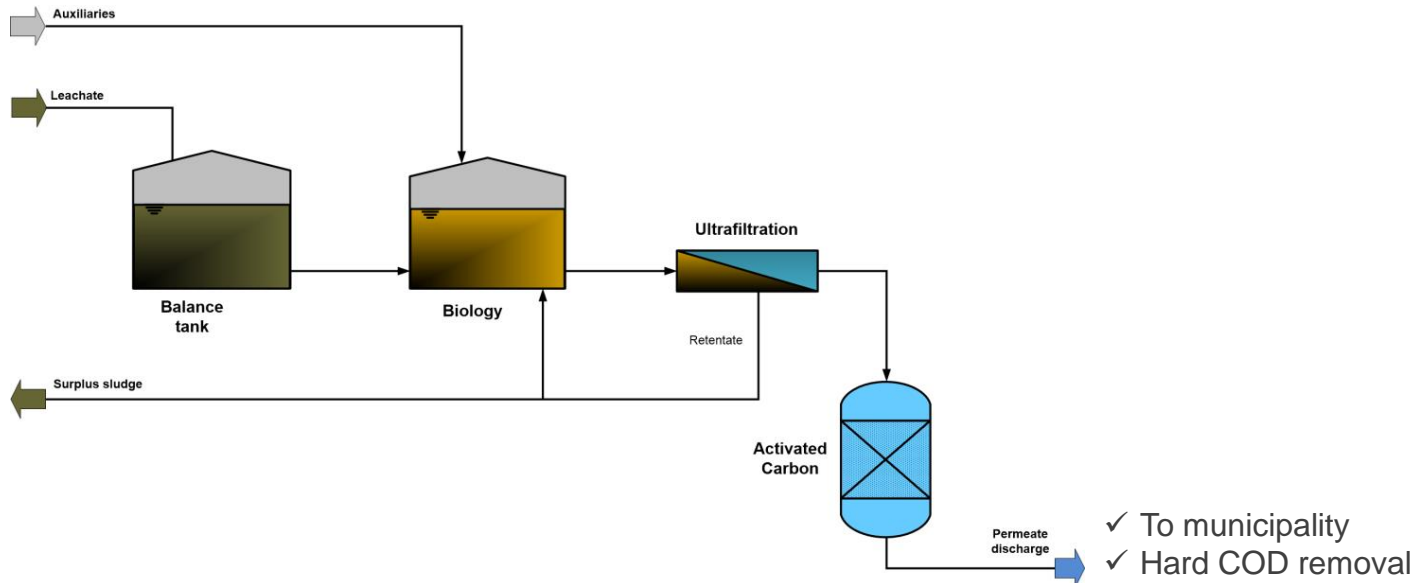 Auxiliaries
Leachate
Balance
tank
Biology
Ultrafiltration
Retentate
Surplus sludge
Activated
Carbon
Permeate
discharge
✓ To municipality
✓ Hard COD removal